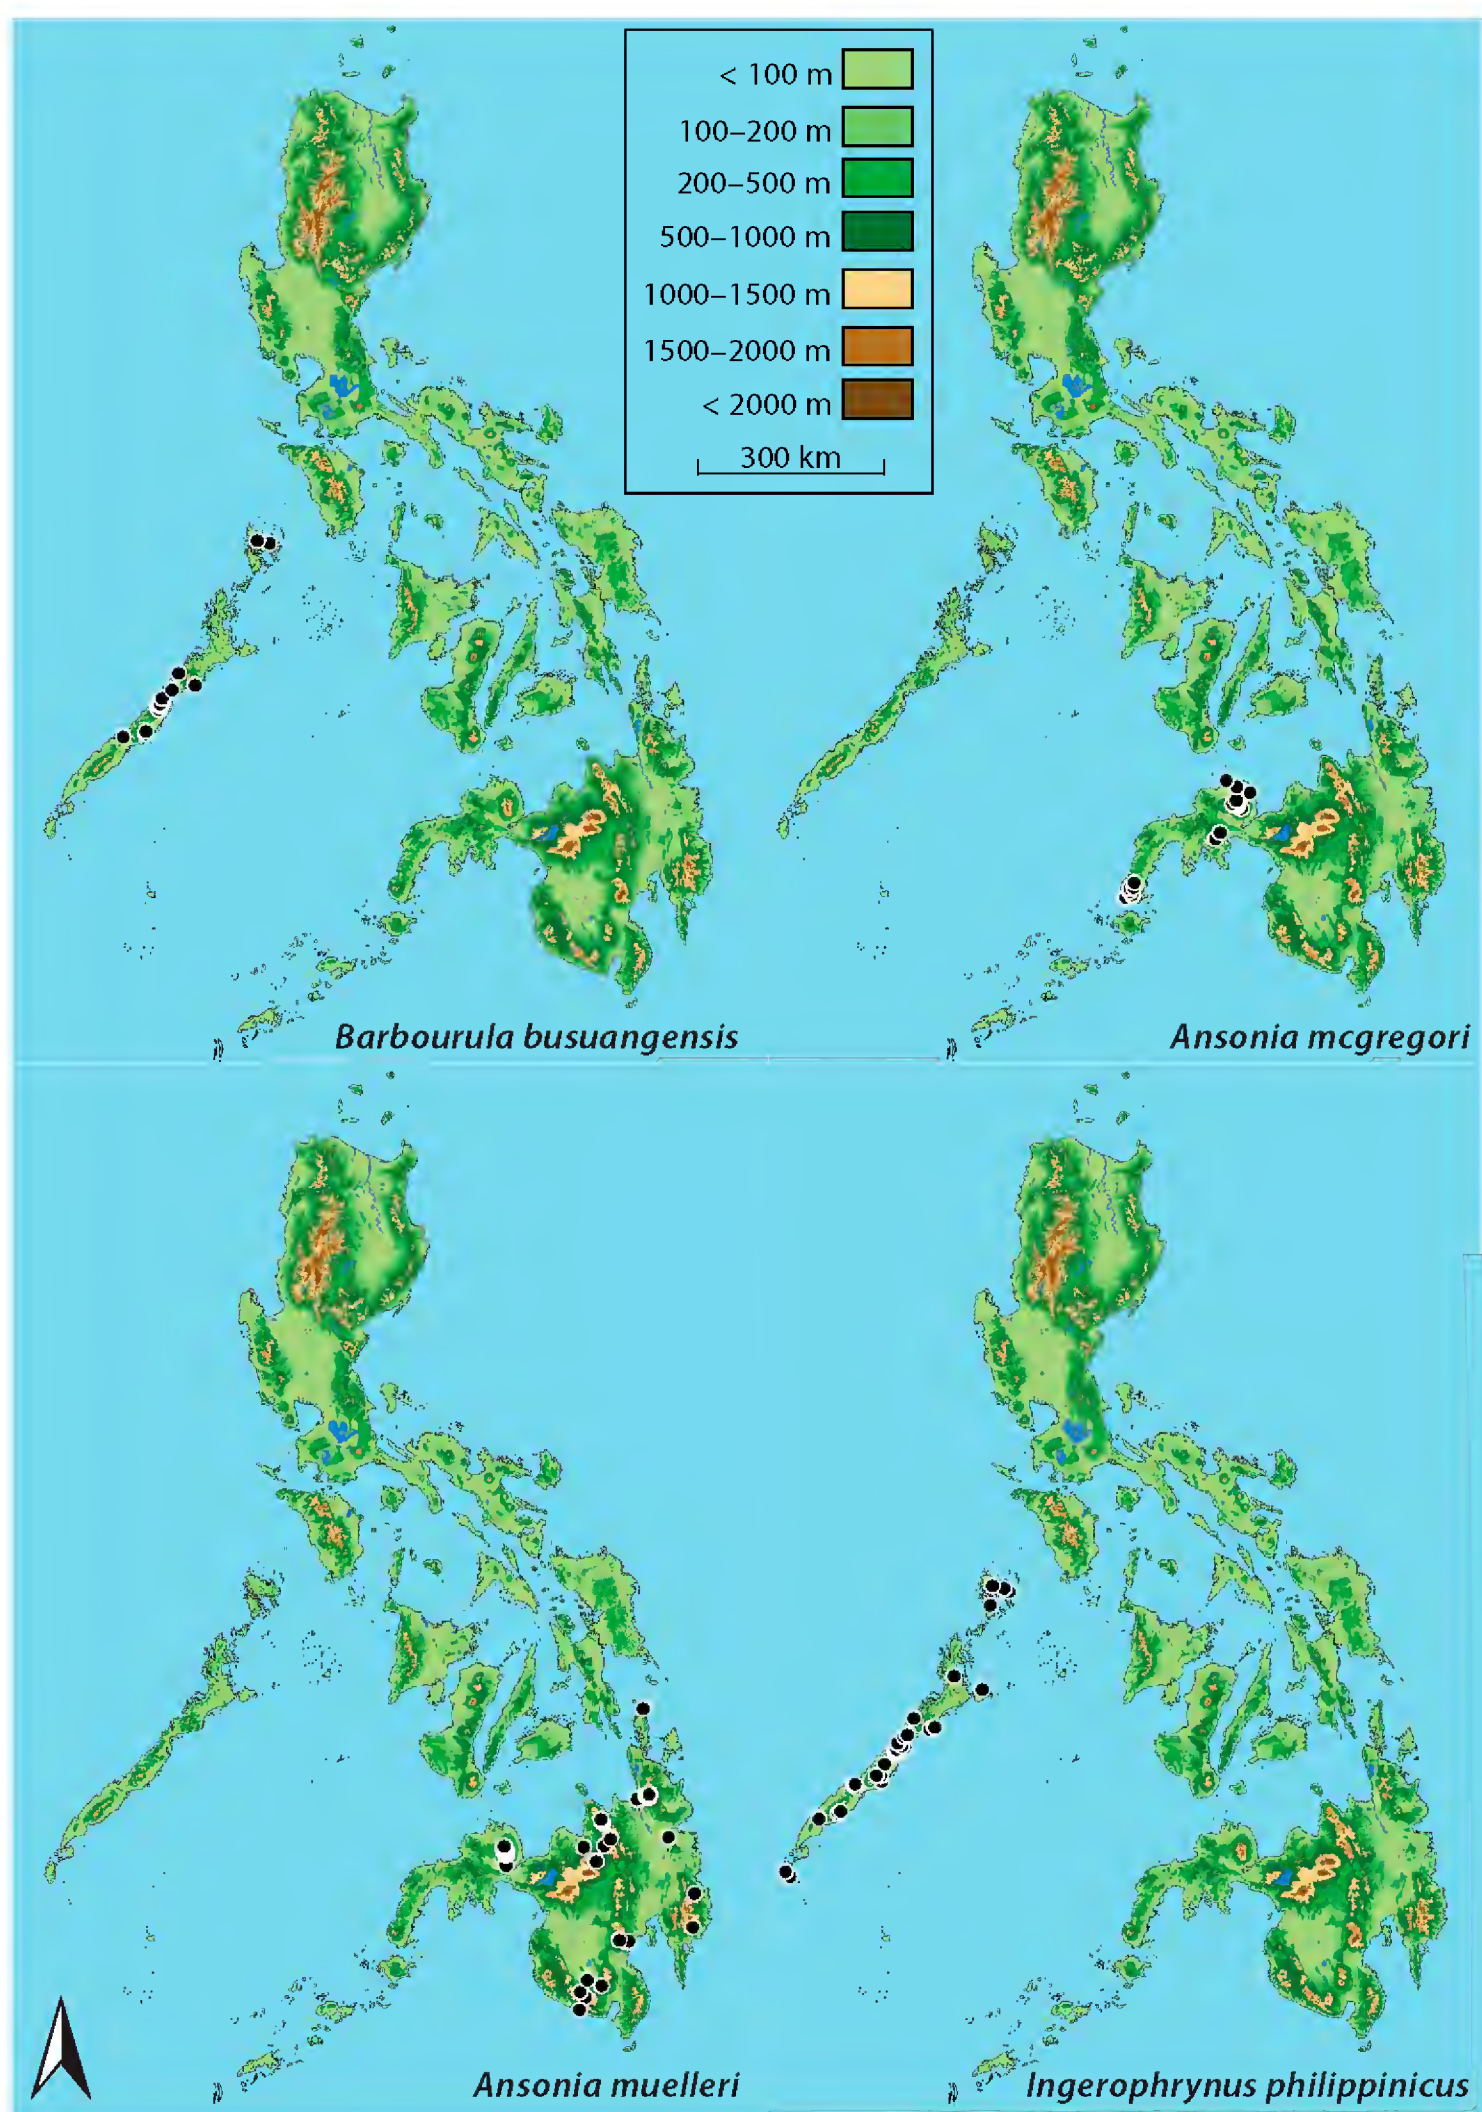 < 100 m
100–200 m
200–500 m
500–1000 m
1000–1500 m
1500–2000 m
< 2000 m
300 km
Barbourula busuangensis
Ansonia mcgregori
Ansonia muelleri
Ingerophrynus philippinicus